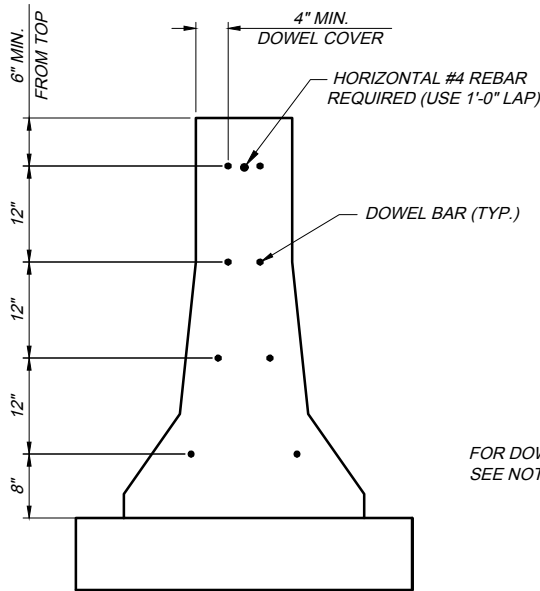 4" MIN.
DOWEL COVER
6" MIN.
FROM TOP
HORIZONTAL #4 REBAR
REQUIRED (USE 1'-0" LAP)
12"
DOWEL BAR (TYP.)
12"
12"
8"
FOR DOW
SEE NOT